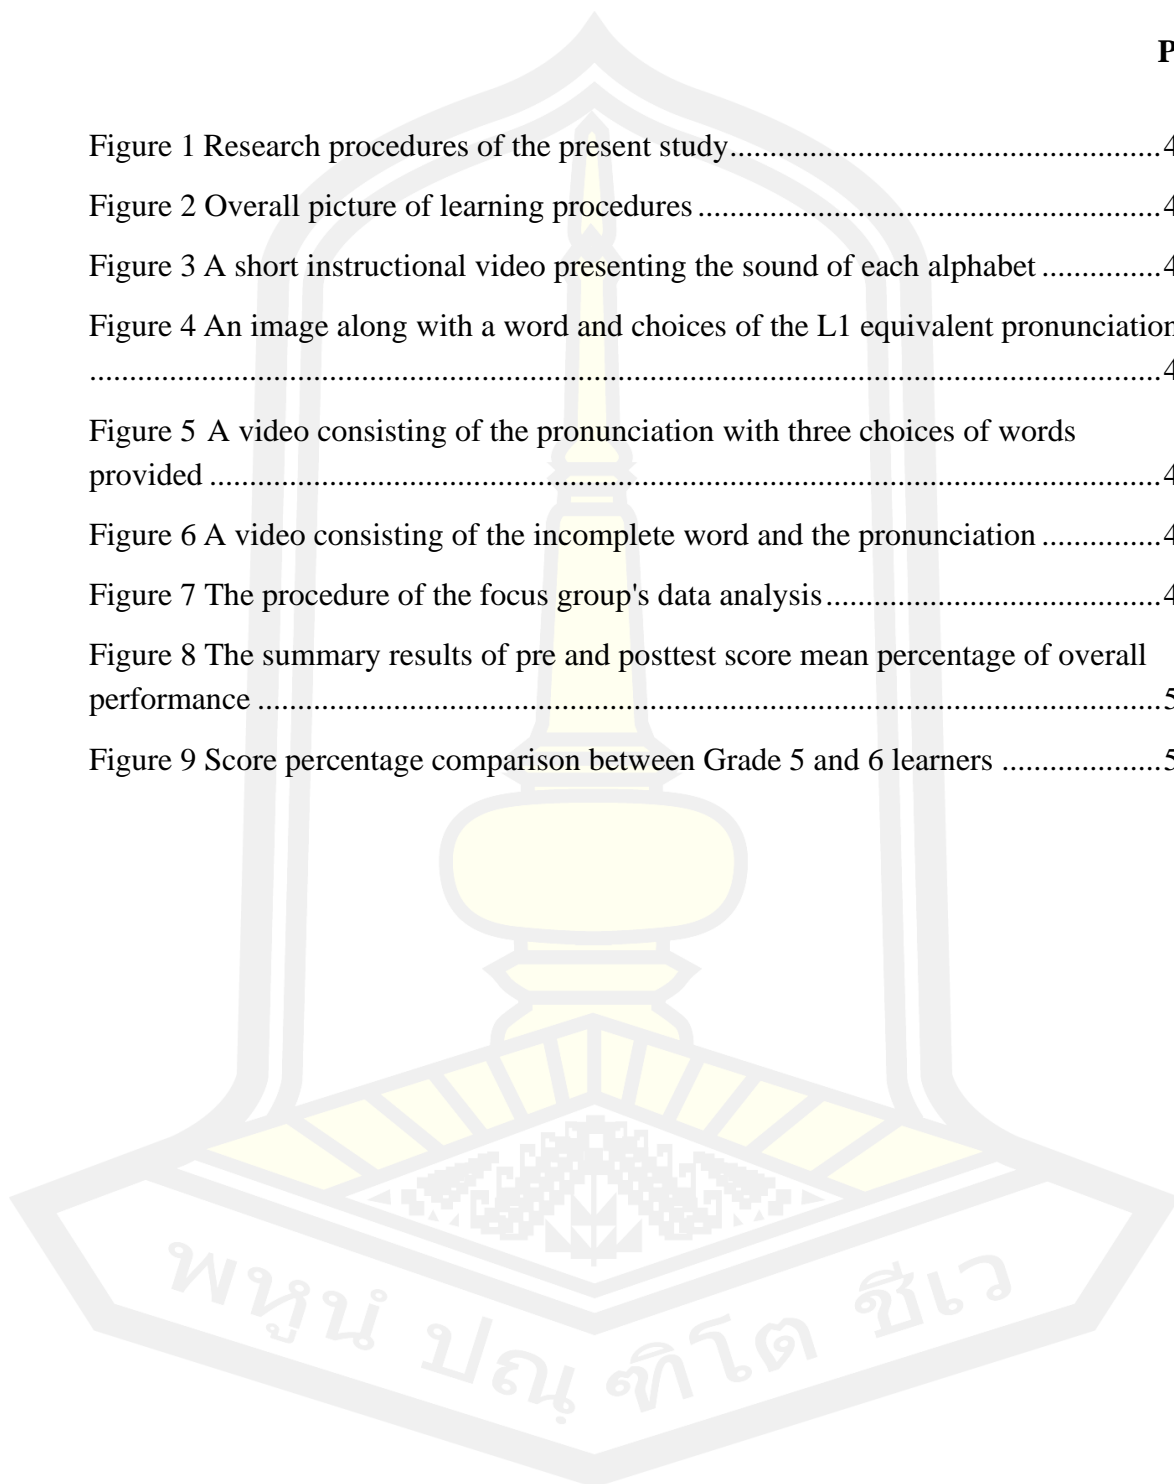 P
Figure 1 Research procedures of the present study......................................................4
Figure 2 Overall picture of learning procedures..........................................................4
Figure 3 A short instructional video presenting the sound of each alphabet...............4
Figure 4 An image along with a word and choices of the L1 equivalent pronunciation
......................................................................................................................................4
Figure 5 A video consisting of the pronunciation with three choices of words
provided.......................................................................................................................4
Figure 6 A video consisting of the incomplete word and the pronunciation...............4
Figure 7 The procedure of the focus group's data analysis..........................................4
Figure 8 The summary results of pre and posttest score mean percentage of overall
performance.................................................................................................................5
Figure 9 Score percentage comparison between Grade 5 and 6 learners....................5
พหูนํ ปณฺฑิโต ชีเว